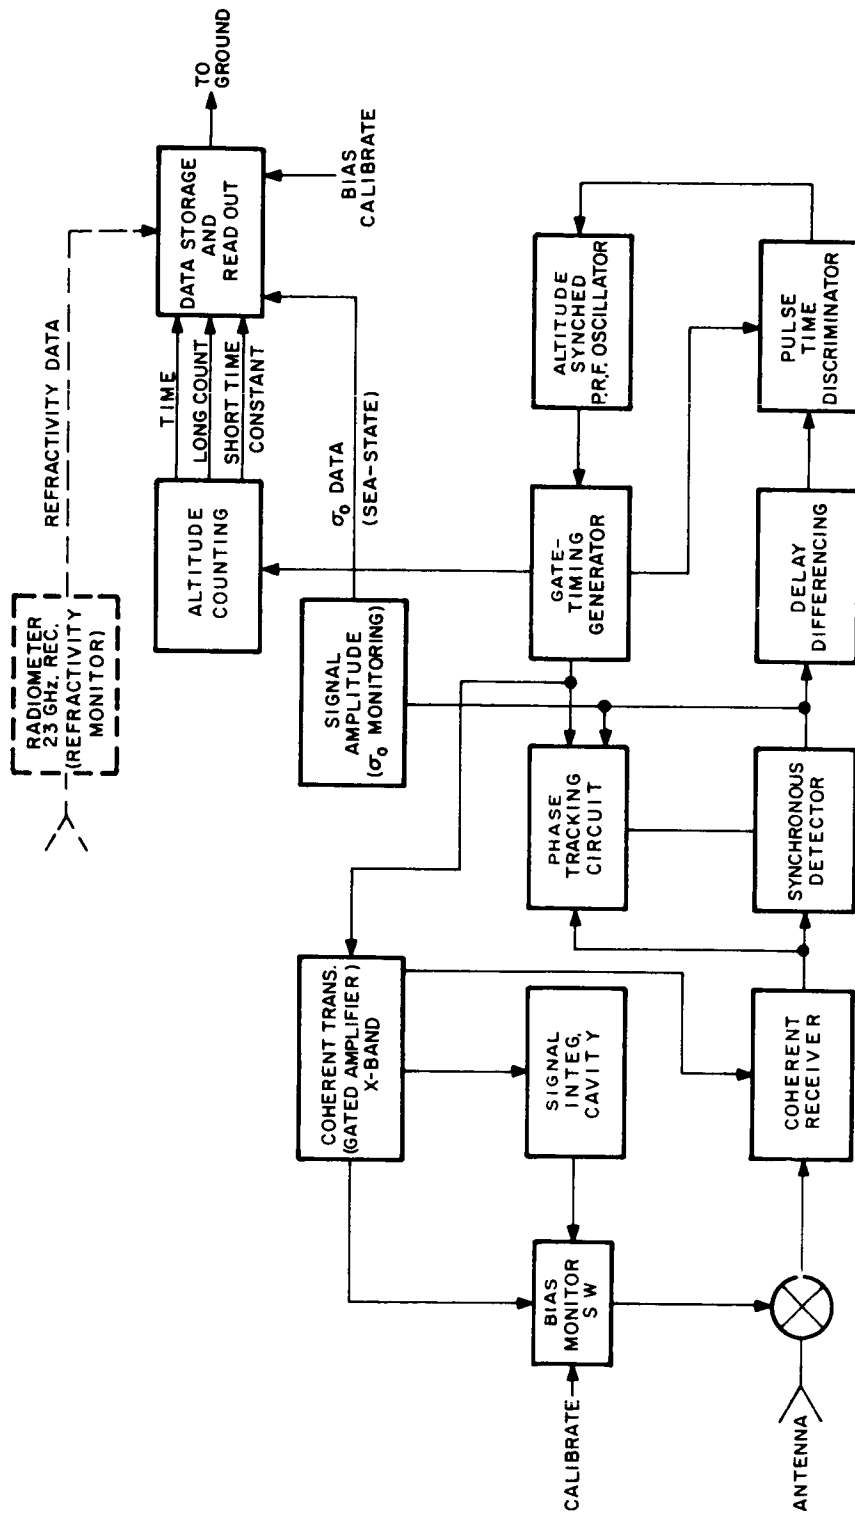 RADIOMETER
23 GHz. REC.
(REFRACTIVITY
MONITOR)
REFRACTIVITY DATA
ALTITUDE
COUNTING
TIME
LONG COUNT
SHORT TIME
CONSTANT
DATA STORAGE
AND
READ OUT
TO
GROUND
BIAS
CALIBRATE
SIGNAL
AMPLITUDE
(σ₀ MONITORING)
σ₀ DATA
(SEA-STATE)
COHERENT TRANS.
(GATED AMPLIFIER)
X-BAND
CALIBRATE
BIAS
MONITOR
SW
SIGNAL
INTEG.
CAVITY
PHASE
TRACKING
CIRCUIT
GATE-
TIMING
GENERATOR
ALTITUDE
SYNCHED
P.R.F. OSCILLATOR
ANTENNA
COHERENT
RECEIVER
SYNCHRONOUS
DETECTOR
DELAY
DIFFERENCING
PULSE
TIME
DISCRIMINATOR